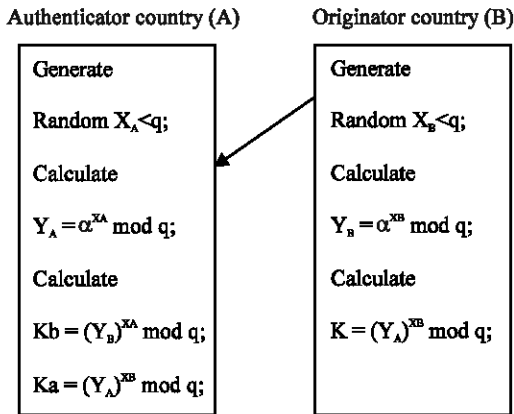 Authenticator country (A)
Generate
Random X_A<q;
Calculate
Y_A = α^XA mod q;
Calculate
Kb = (Y_B)^XA mod q;
Ka = (Y_A)^XB mod q;
Originator country (B)
Generate
Random X_B<q;
Calculate
Y_B = α^XB mod q;
Calculate
K = (Y_A)^XB mod q;